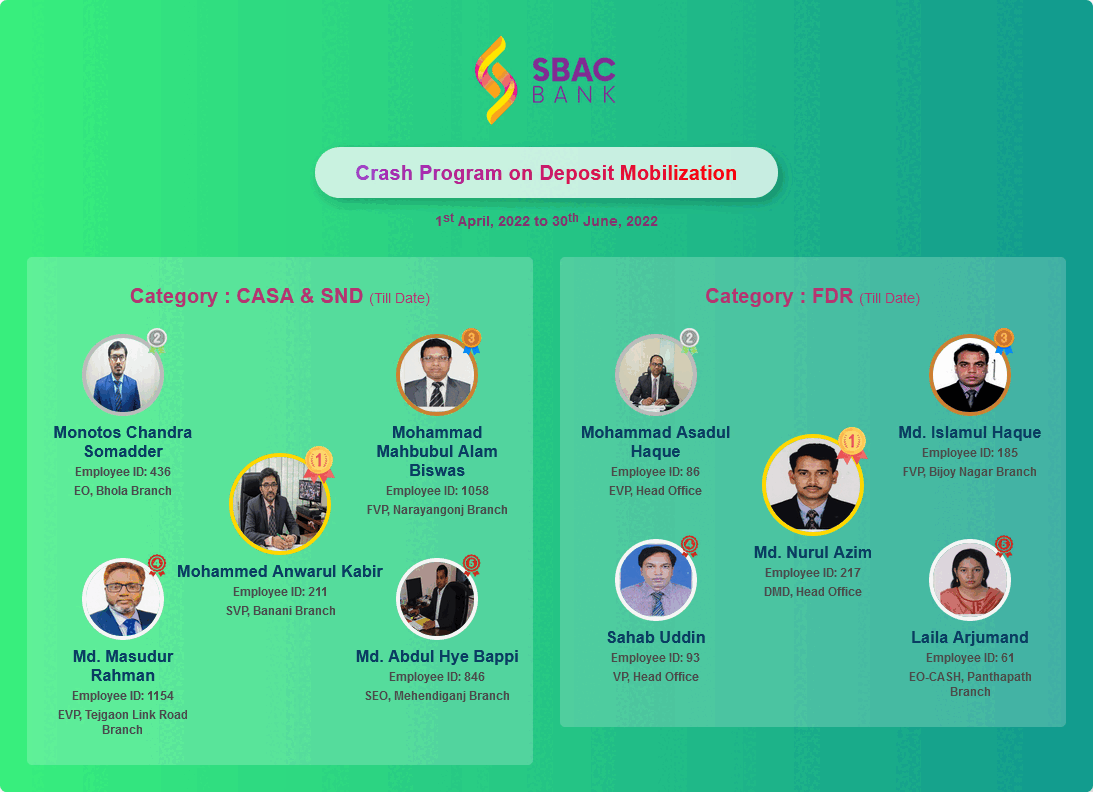 SBAC
BANK
Crash Program on Deposit Mobilization
1st April, 2022 to 30th June, 2022
Category : CASA & SND (Till Date)
2
Monotos Chandra
Somadder
Employee ID: 436
EO, Bhola Branch
1
Mohammed Anwarul Kabir
Employee ID: 211
SVP, Banani Branch
3
Mohammad
Mahbubul Alam
Biswas
Employee ID: 1058
FVP, Narayangonj Branch
4
Md. Masudur
Rahman
Employee ID: 1154
EVP, Tejgaon Link Road
Branch
5
Md. Abdul Hye Bappi
Employee ID: 846
SEO, Mehendiganj Branch
Category : FDR (Till Date)
2
Mohammad Asadul
Haque
Employee ID: 86
EVP, Head Office
1
Md. Nurul Azim
Employee ID: 217
DMD, Head Office
3
Md. Islamul Haque
Employee ID: 185
FVP, Bijoy Nagar Branch
4
Sahab Uddin
Employee ID: 93
VP, Head Office
5
Laila Arjumand
Employee ID: 61
EO-CASH, Panthapath
Branch